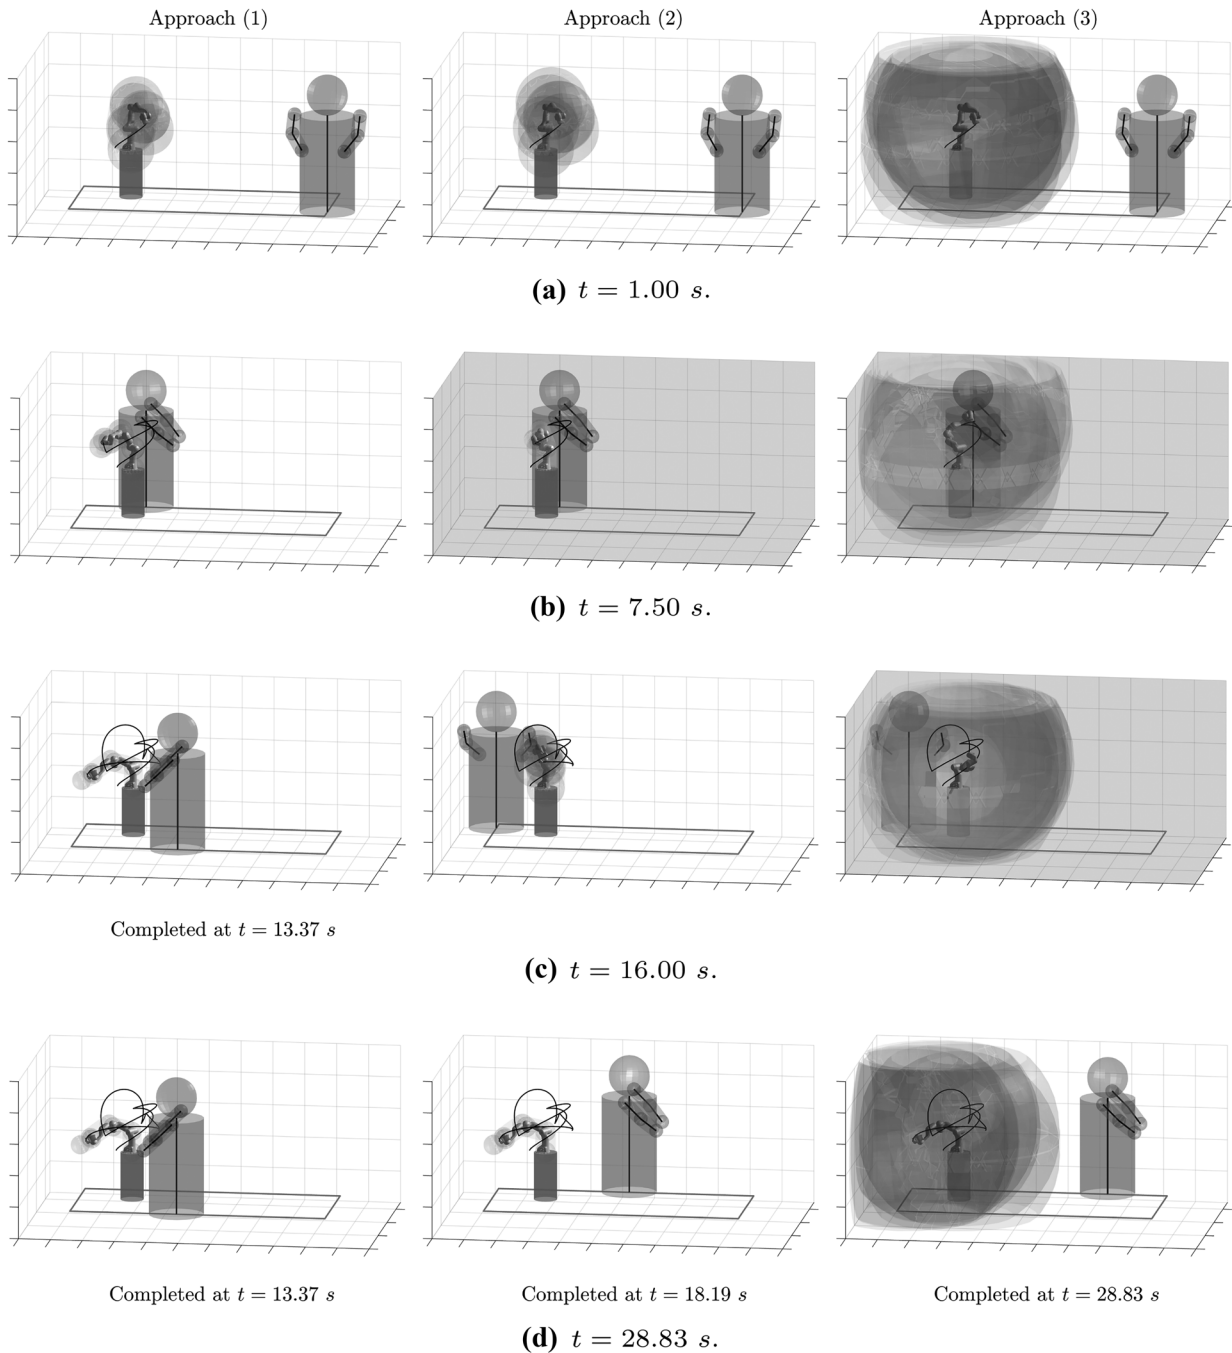 Approach (1)
Approach (2)
Approach (3)
(a) t = 1.00 s.
(b) t = 7.50 s.
Completed at t = 13.37 s
(c) t = 16.00 s.
Completed at t = 13.37 s
Completed at t = 18.19 s
Completed at t = 28.83 s
(d) t = 28.83 s.